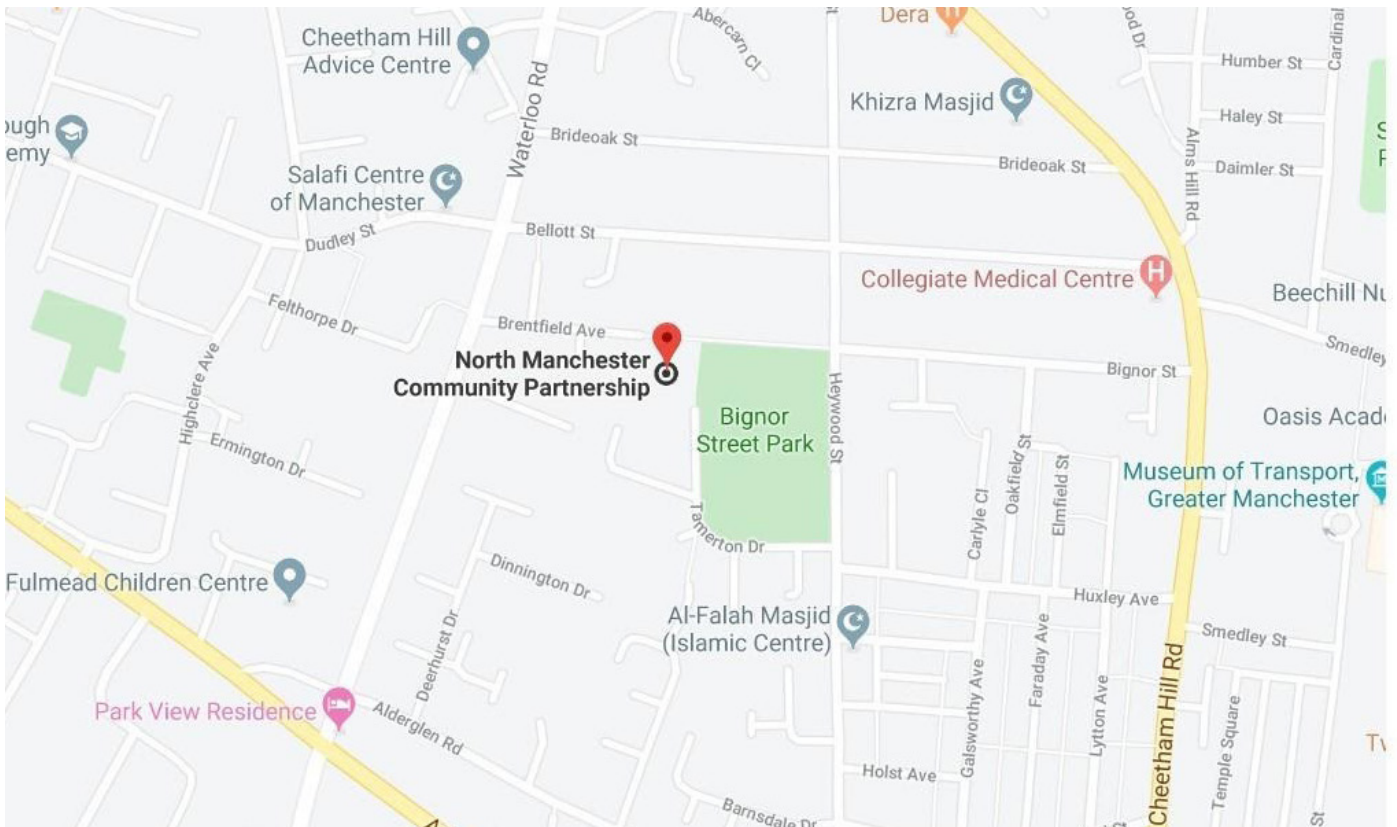 Dera
Abercarn Cl
Cheetham Hill
Advice Centre
Waterloo Rd
Humber St
Cardinal
Khizra Masjid
Haley St
Brideoak St
Brideoak St
Alms Hill Rd
Daimler St
Salafi Centre
of Manchester
Dudley St
Bellott St
Collegiate Medical Centre
H
Beechill Nu
Felthorpe Dr
Brentfield Ave
Smedley
North Manchester
Community Partnership
Bignor St
Highclere Ave
Heywood St
Bignor
Street Park
Oasis Acad
Ermington Dr
Oakfield St
Elmfield St
Carlyle Cl
Museum of Transport,
Greater Manchester
Tamerton Dr
Dinnington Dr
Fulmead Children Centre
Huxley Ave
Al-Falah Masjid
(Islamic Centre)
Deerhurst Dr
Faraday Ave
Smedley St
Galsworthy Ave
Lytton Ave
Cheetham Hill Rd
Park View Residence
Alderglen Rd
Temple Square
Holst Ave
Barnsdale Dr
St